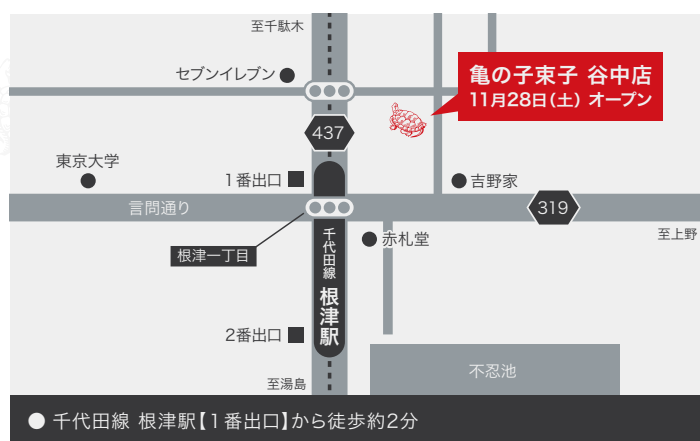 至千駄木
セブンイレブン
亀の子束子 谷中店
11月28日(土) オープン
437
東京大学
1番出口
吉野家
言問通り
319
千代田線 根津駅
赤札堂
至上野
根津一丁目
2番出口
不忍池
至湯島
● 千代田線 根津駅【1番出口】から徒歩約2分